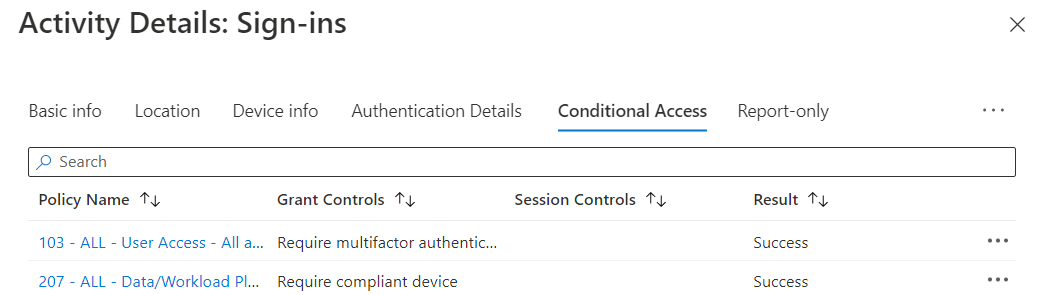 Activity Details: Sign-ins
Basic info Location Device info Authentication Details Conditional Access Report-only
Search
Policy Name Grant Controls Session Controls Result
103 - ALL - User Access - All a... Require multifactor authentic... Success
207 - ALL - Data/Workload Pl... Require compliant device Success